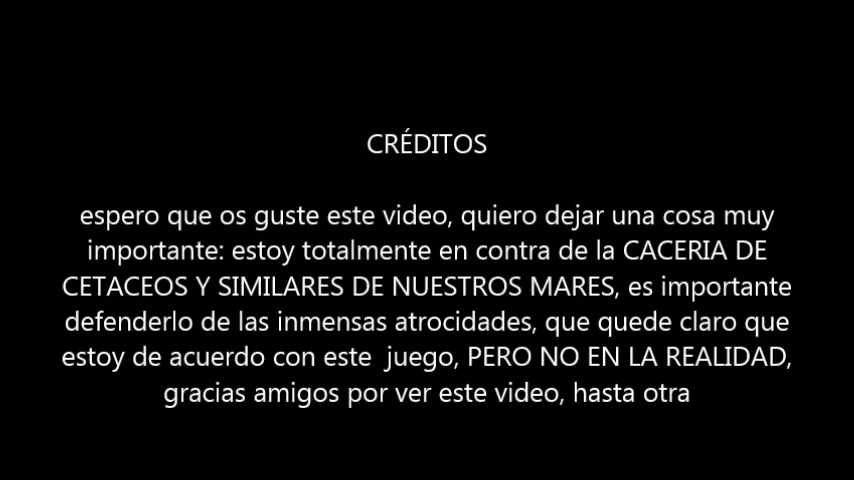 CRÉDITOS
espero que os guste este video, quiero dejar una cosa muy
importante: estoy totalmente en contra de la CACERIA DE
CETACEOS Y SIMILARES DE NUESTROS MARES, es importante
defenderlo de las inmensas atrocidades, que quede claro que
estoy de acuerdo con este  juego, PERO NO EN LA REALIDAD,
gracias amigos por ver este video, hasta otra